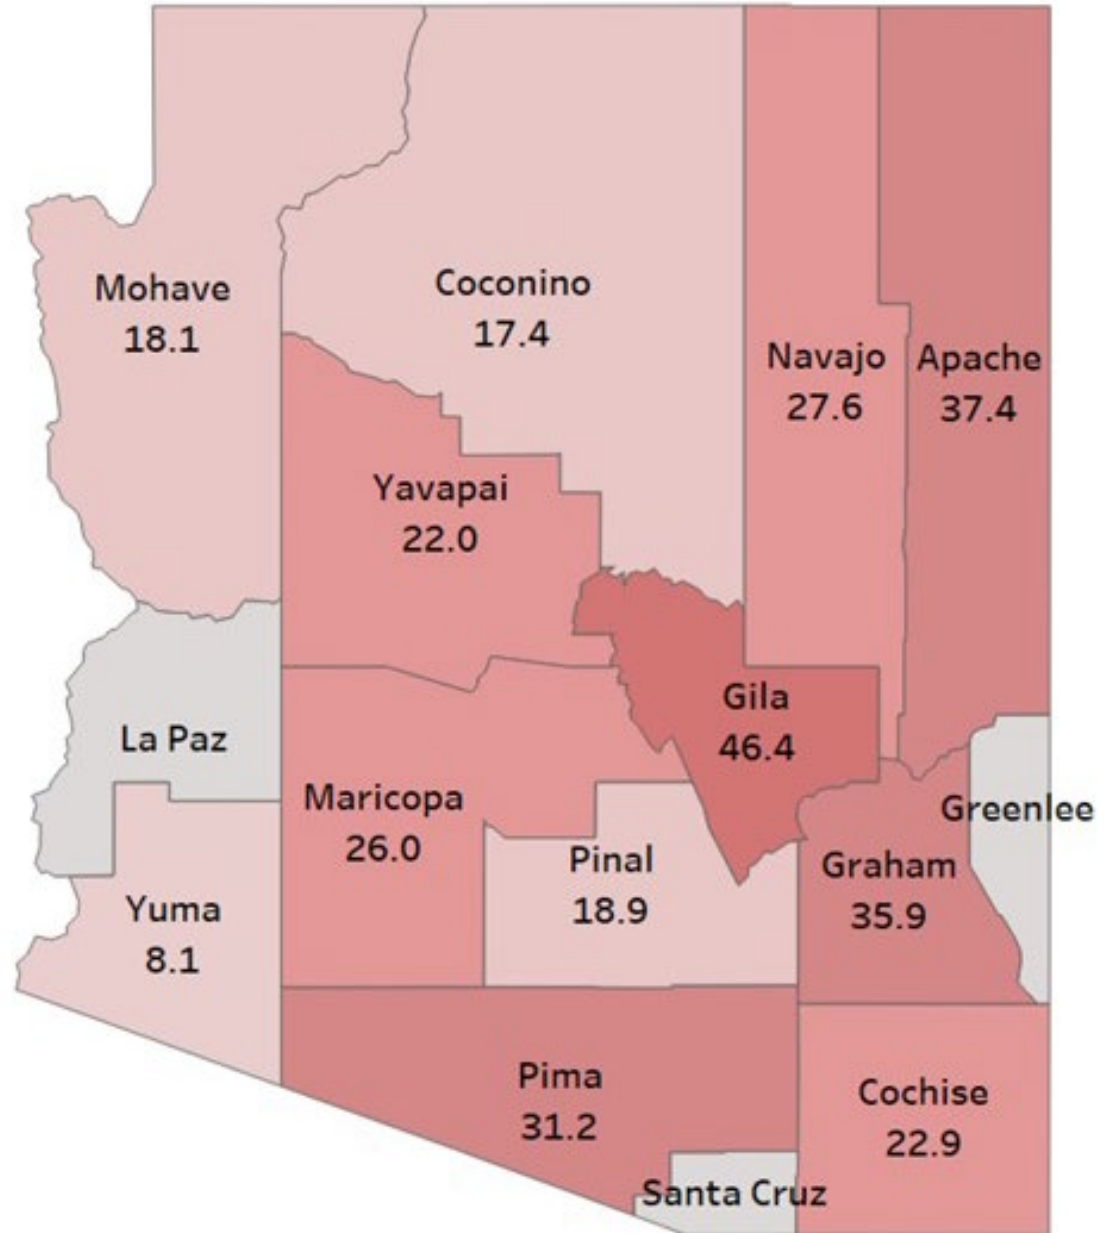 Mohave
18.1
Coconino
17.4
Navajo
27.6
Apache
37.4
Yavapai
22.0
La Paz
Gila
46.4
Maricopa
26.0
Greenlee
Pinal
18.9
Graham
35.9
Yuma
8.1
Pima
31.2
Cochise
22.9
Santa Cruz